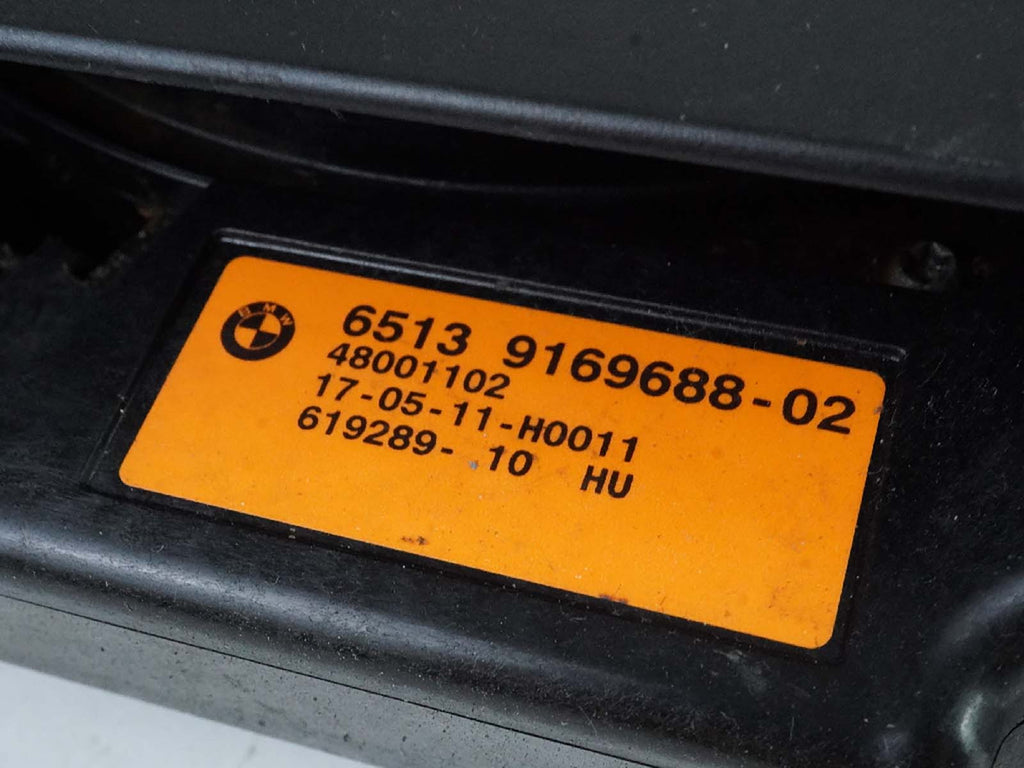 BMW
6513 9169688-02
48001102
17-05-11-H0011
619289- 10 HU